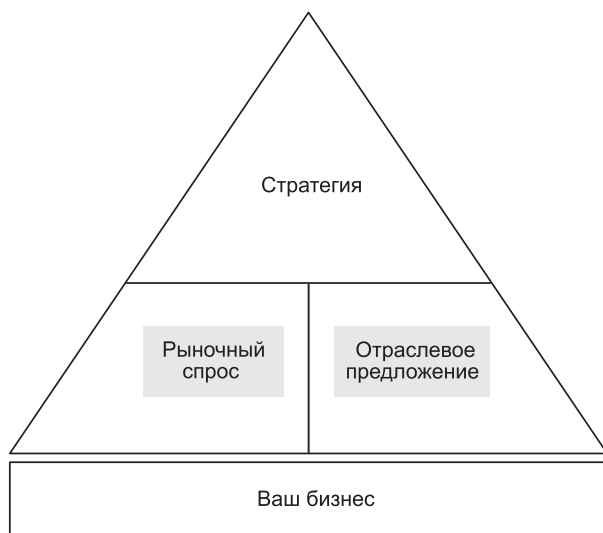 Стратегия
Рыночный
спрос
Отраслевое
предложение
Ваш бизнес